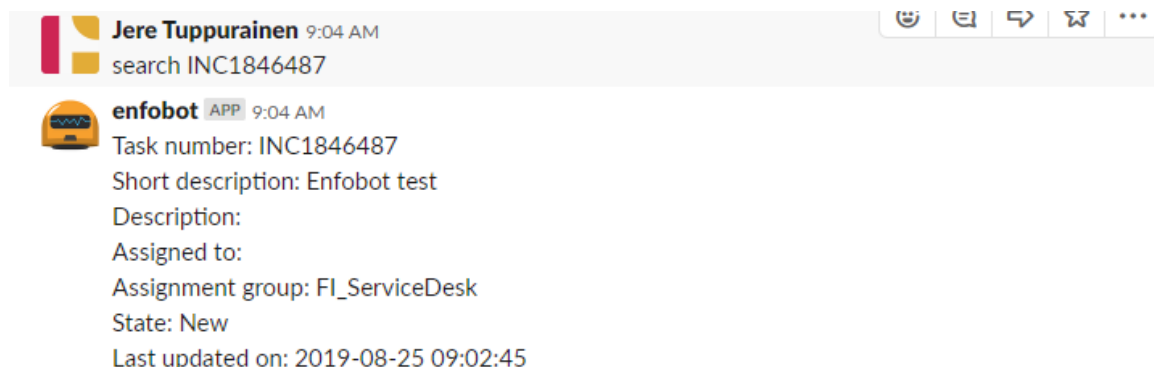 Jere Tuppurainen 9:04 AM
search INC1846487
enfobot APP 9:04 AM
Task number: INC1846487
Short description: Enfobot test
Description:
Assigned to:
Assignment group: FI_ServiceDesk
State: New
Last updated on: 2019-08-25 09:02:45